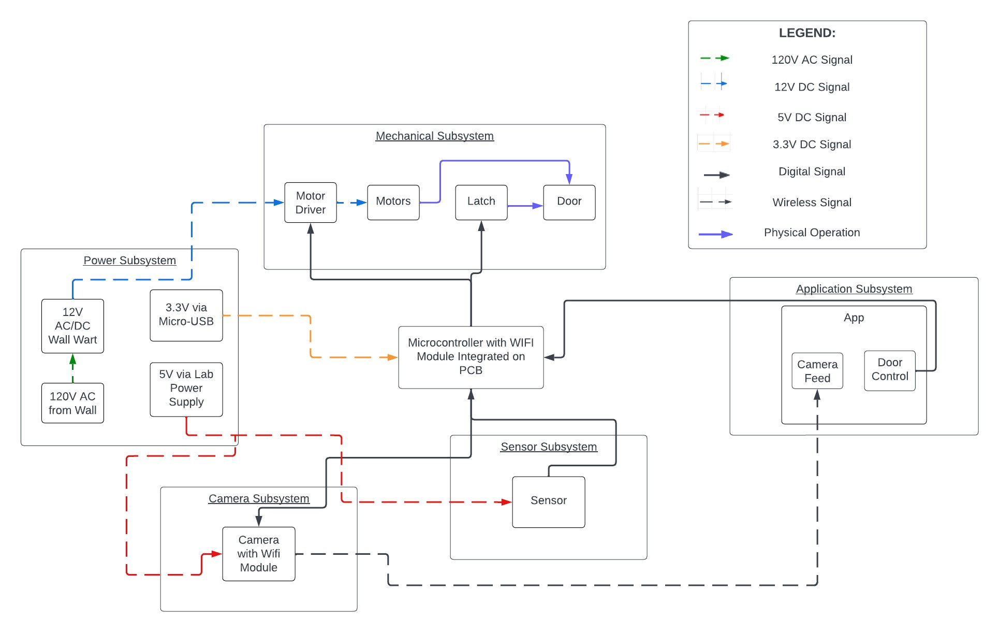 LEGEND:
120V AC Signal
12V DC Signal
5V DC Signal
3.3V DC Signal
Digital Signal
Wireless Signal
Physical Operation
Mechanical Subsystem
Motor
Driver
Motors
Latch
Door
Power Subsystem
12V
AC/DC
Wall Wart
3.3V via
Micro-USB
120V AC
from Wall
5V via Lab
Power
Supply
Microcontroller with WIFI
Module Integrated on
PCB
Application Subsystem
App
Camera
Feed
Door
Control
Sensor Subsystem
Sensor
Camera Subsystem
Camera
with Wifi
Module